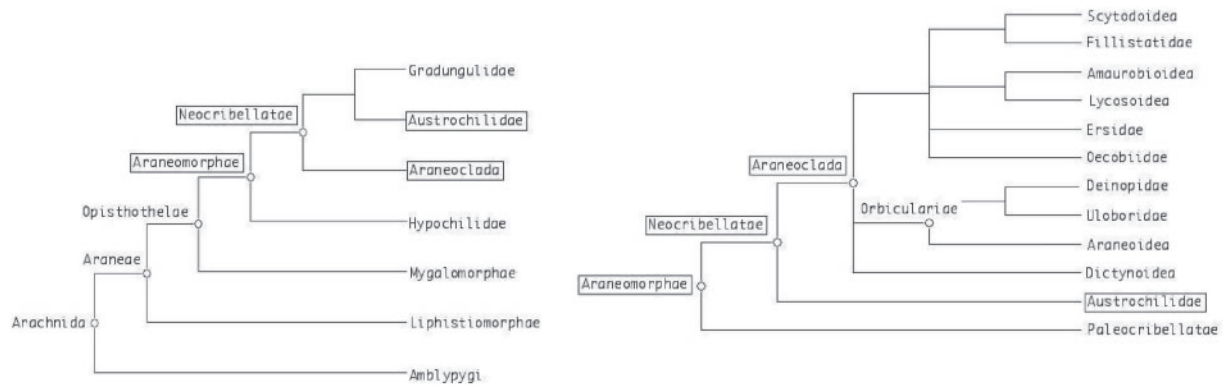 Gradungulidae
Neocribellatae
Austrochilidae
Araneomorphae
Araneoclada
Opisthothelae
Hypochilidae
Araneae
Mygalomorphae
Arachnida
Liphistiomorphae
Amblypygi
Scytodoidea
Fillistatidae
Amaurobioidea
Lycosoidea
Ersidae
Oecobiidae
Araneoclada
Deinopidae
Orbiculariae
Uloboridae
Neocribellatae
Araneoidea
Dictynoidea
Araneomorphae
Austrochilidae
Paleocribellatae